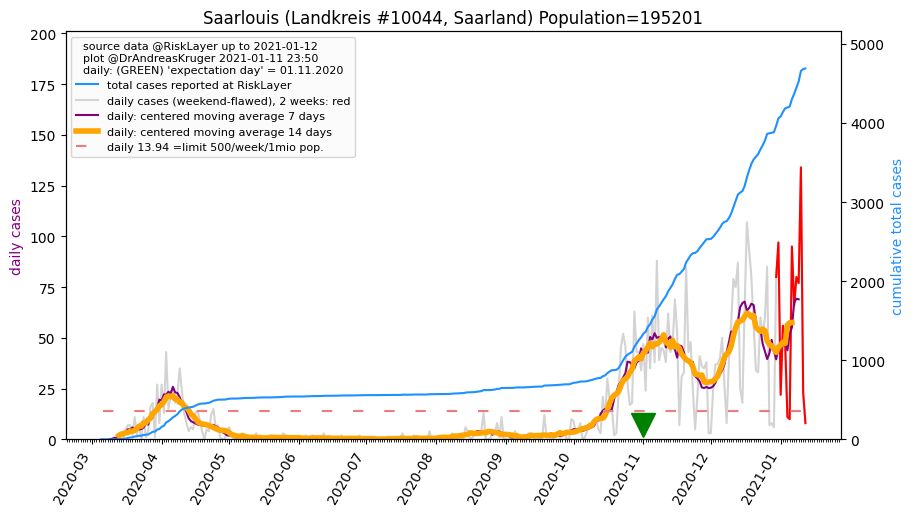 Saarlouis (Landkreis #10044, Saarland) Population=195201
source data @RiskLayer up to 2021-01-12
plot @DrAndreasKruger 2021-01-11 23:50
daily: (GREEN) 'expectation day' = 01.11.2020
total cases reported at RiskLayer
daily cases (weekend-flawed), 2 weeks: red
daily: centered moving average 7 days
daily: centered moving average 14 days
daily 13.94 =limit 500/week/1mio pop.
daily cases
200
175
150
125
100
75
50
25
0
cumulative total cases
5000
4000
3000
2000
1000
0
2020-03
2020-04
2020-05
2020-06
2020-07
2020-08
2020-09
2020-10
2020-11
2020-12
2021-01